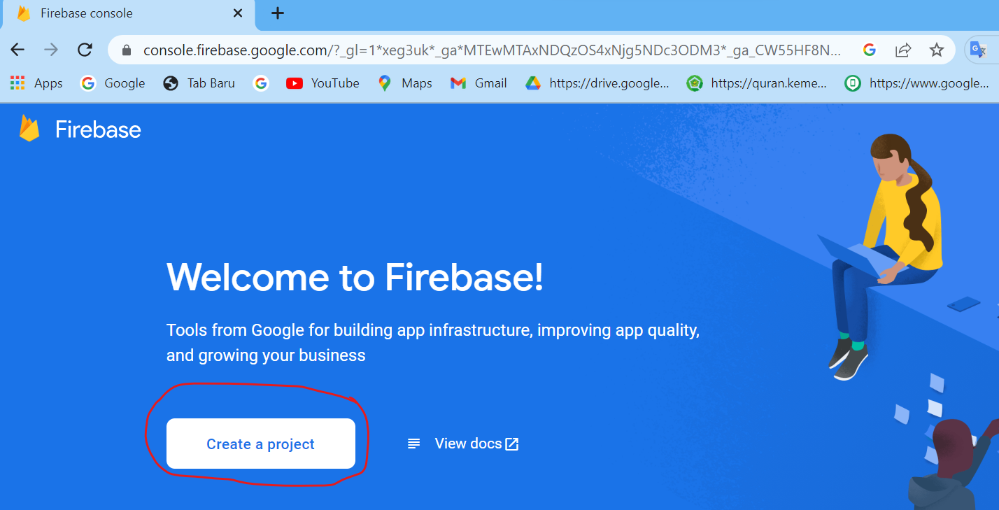 Firebase console
console.firebase.google.com/?_gl=1*xeg3uk*_ga*MTEwMTAxNDQzOS4xNjg5NDc3ODM3*_ga_CW55HF8N...
Apps Google Tab Baru YouTube Maps Gmail https://drive.google... https://quran.keme... https://www.google...
Firebase
Welcome to Firebase!
Tools from Google for building app infrastructure, improving app quality,
and growing your business
Create a project View docs